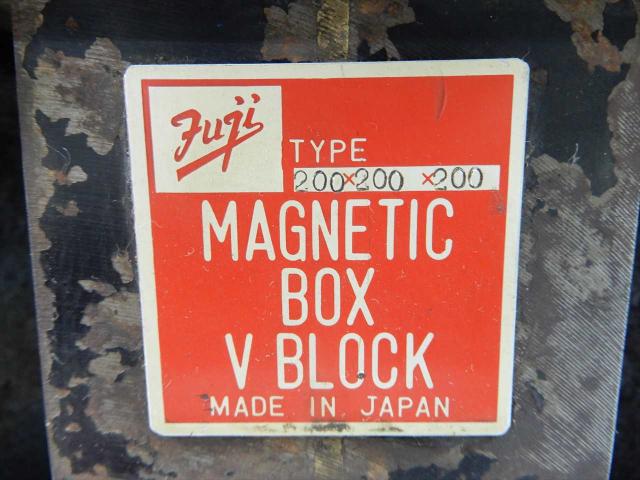 Fuji
TYPE
200×200 ×200
MAGNETIC
BOX
V BLOCK
MADE IN JAPAN